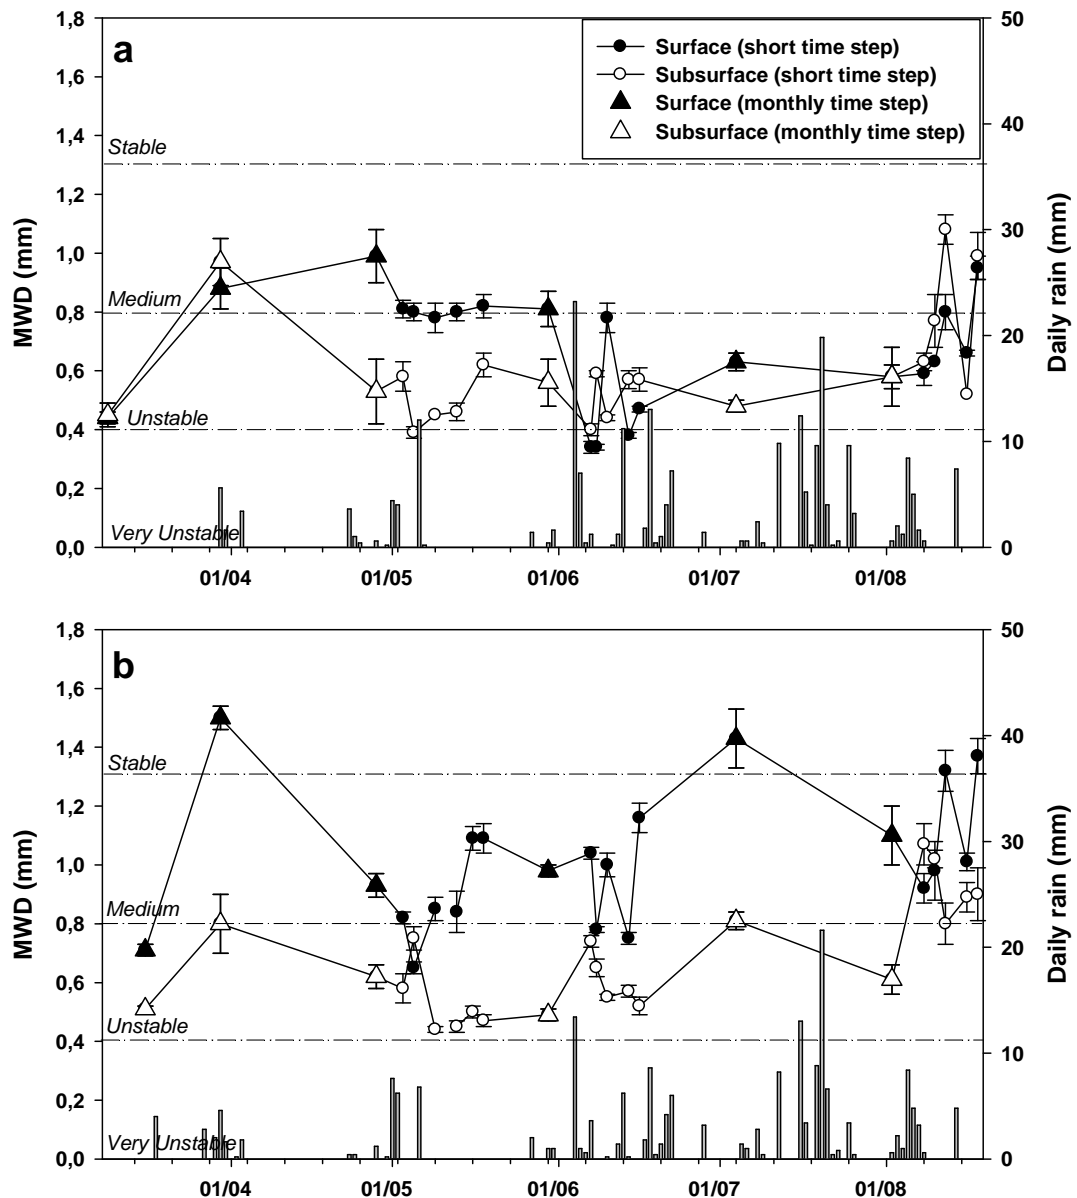 1,8
1,6
1,4
1,2
1,0
0,8
0,6
0,4
0,2
0,0
MWD (mm)
a
Surface (short time step)
Subsurface (short time step)
Surface (monthly time step)
Subsurface (monthly time step)
Stable
Medium
Unstable
Very Unstable
50
40
30
20
10
0
Daily rain (mm)
01/04 01/05 01/06 01/07 01/08
1,8
1,6
1,4
1,2
1,0
0,8
0,6
0,4
0,2
0,0
MWD (mm)
b
Stable
Medium
Unstable
Very Unstable
50
40
30
20
10
0
Daily rain (mm)
01/04 01/05 01/06 01/07 01/08